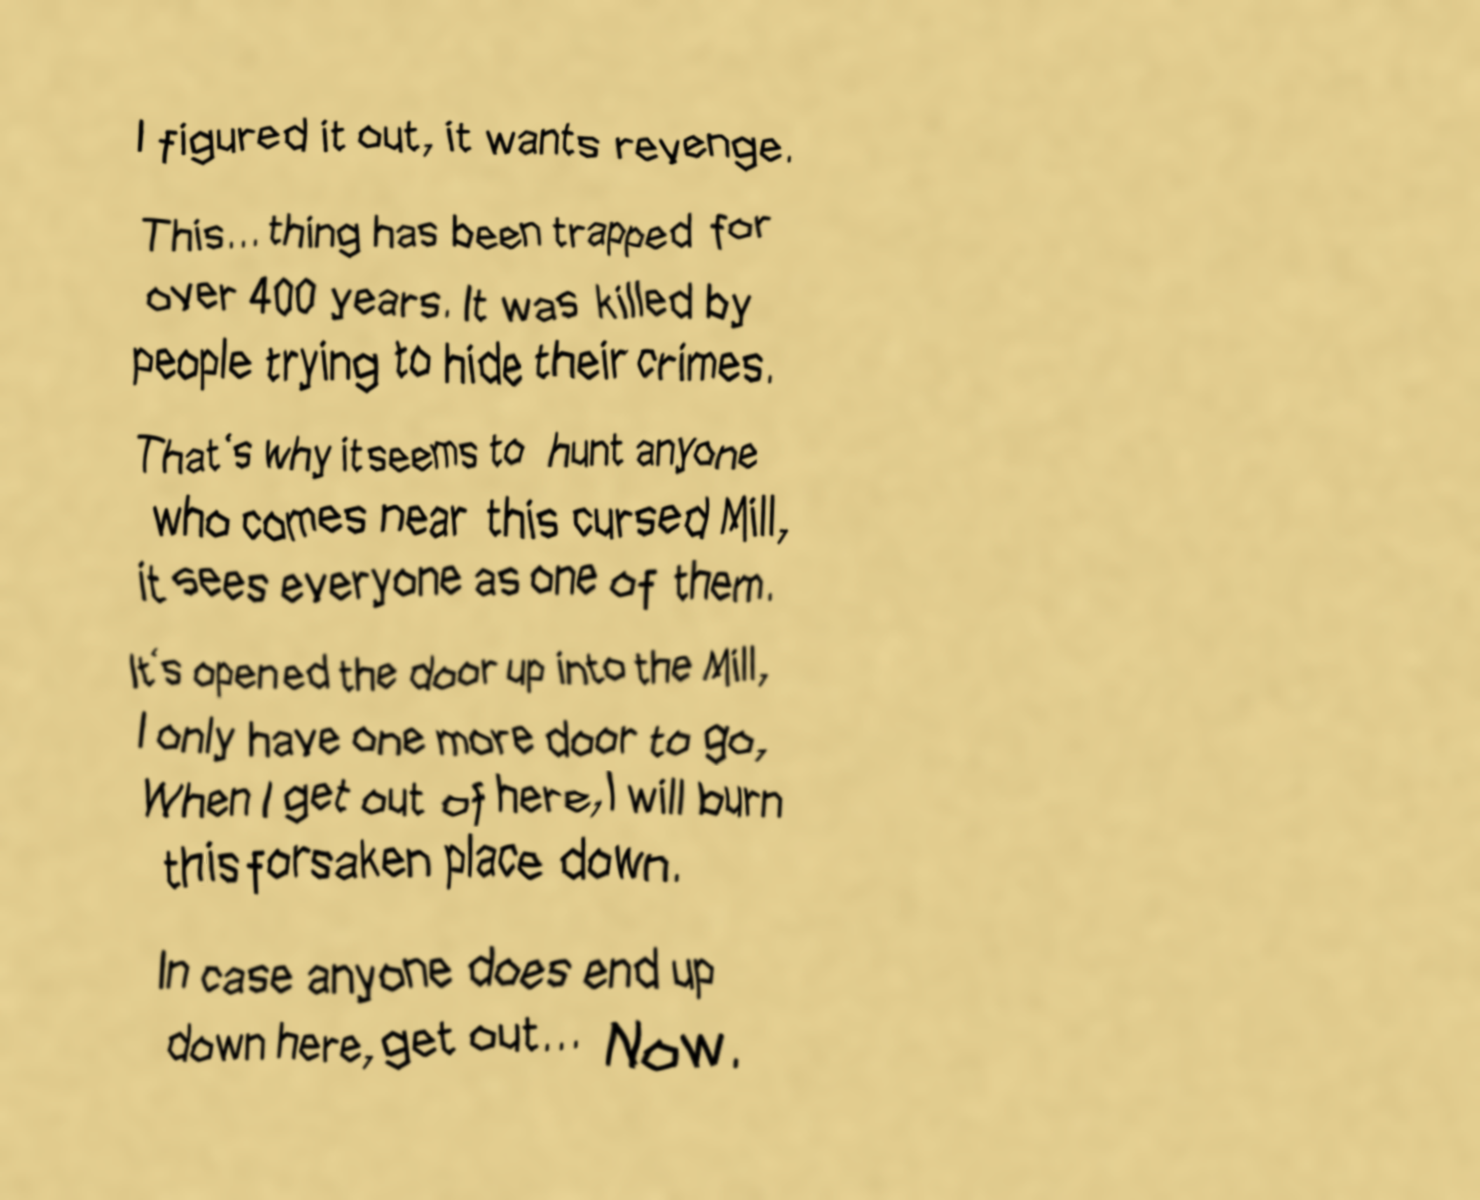 I figured it out, it wants revenge.
This... thing has been trapped for
over 400 years. It was killed by
people trying to hide their crimes.
That's why it seems to hunt anyone
who comes near this cursed Mill,
it sees everyone as one of them.
It's opened the door up into the Mill,
I only have one more door to go,
When I get out of here, I will burn
this forsaken place down.
In case anyone does end up
down here, get out... Now.